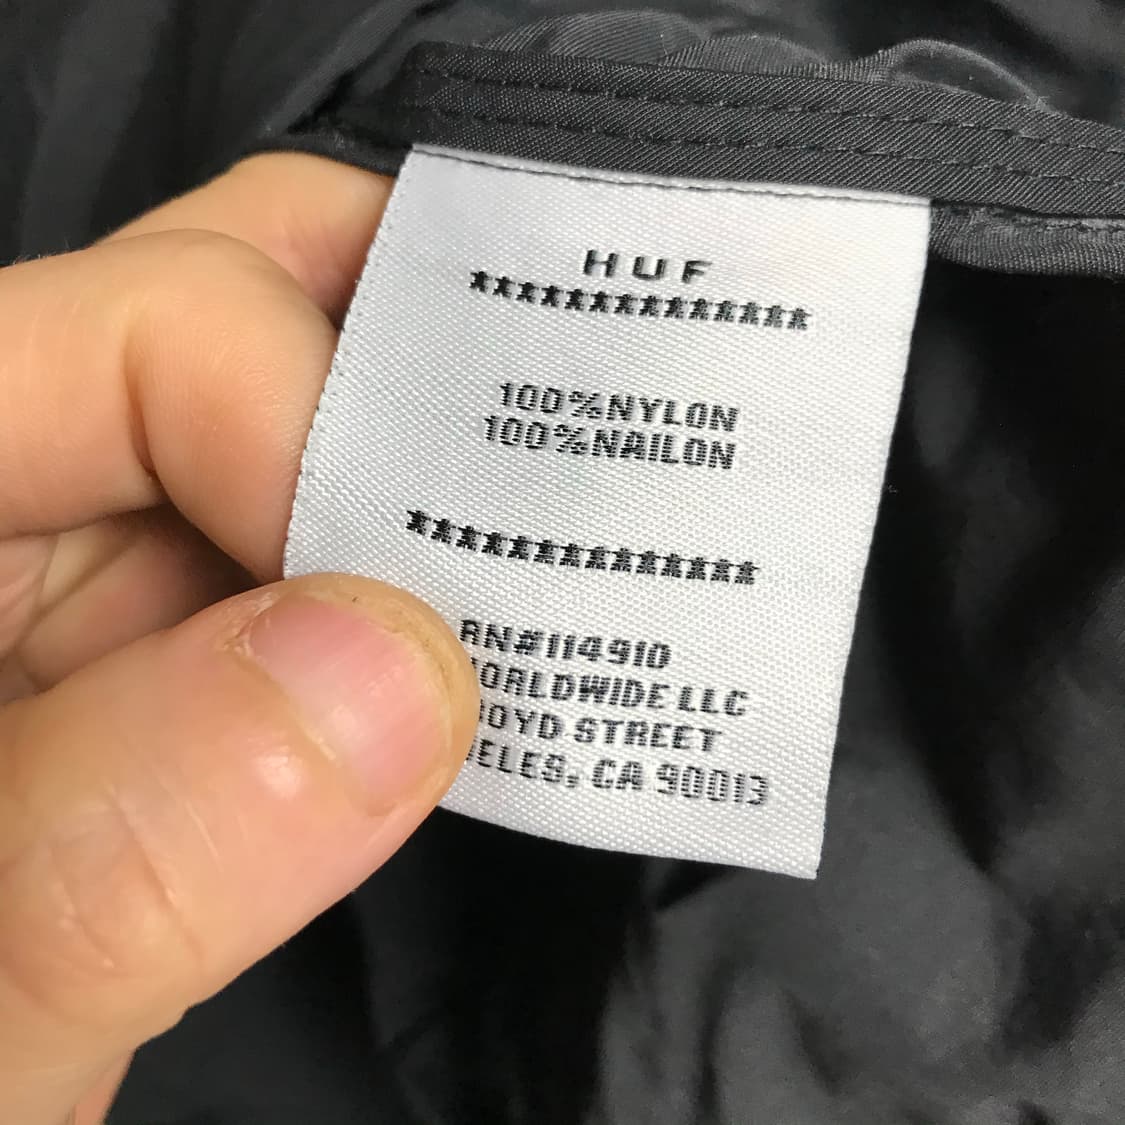 HUF
**************
100%NYLON
100%NAILON
**************
RN#114910
ORLDWIDE LLC
OYD STREET
ELES, CA 90013